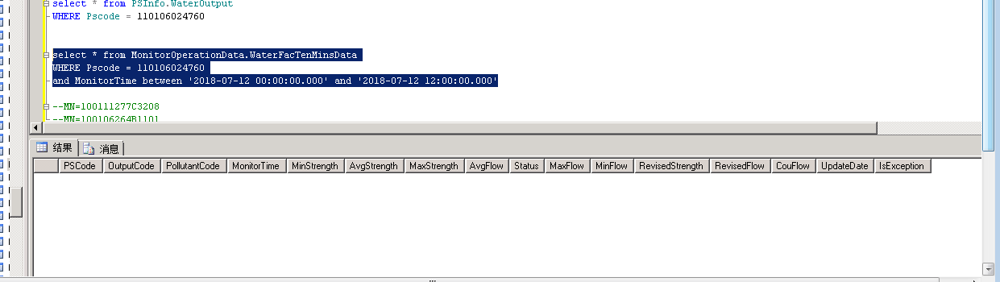 select * from PSInfo.WaterOutput
WHERE Pscode = 110106024760
select * from MonitorOperationData.WaterFacTenMinsData
WHERE Pscode = 110106024760
and MonitorTime between '2018-07-12 00:00:00.000' and '2018-07-12 12:00:00.000'
--MN=100111277C3208
--MN=100106264B1101
结果 消息
PSCode OutputCode PollutantCode MonitorTime MinStrength AvgStrength MaxStrength AvgFlow Status MaxFlow MinFlow RevisedStrength RevisedFlow CouFlow UpdateDate IsException